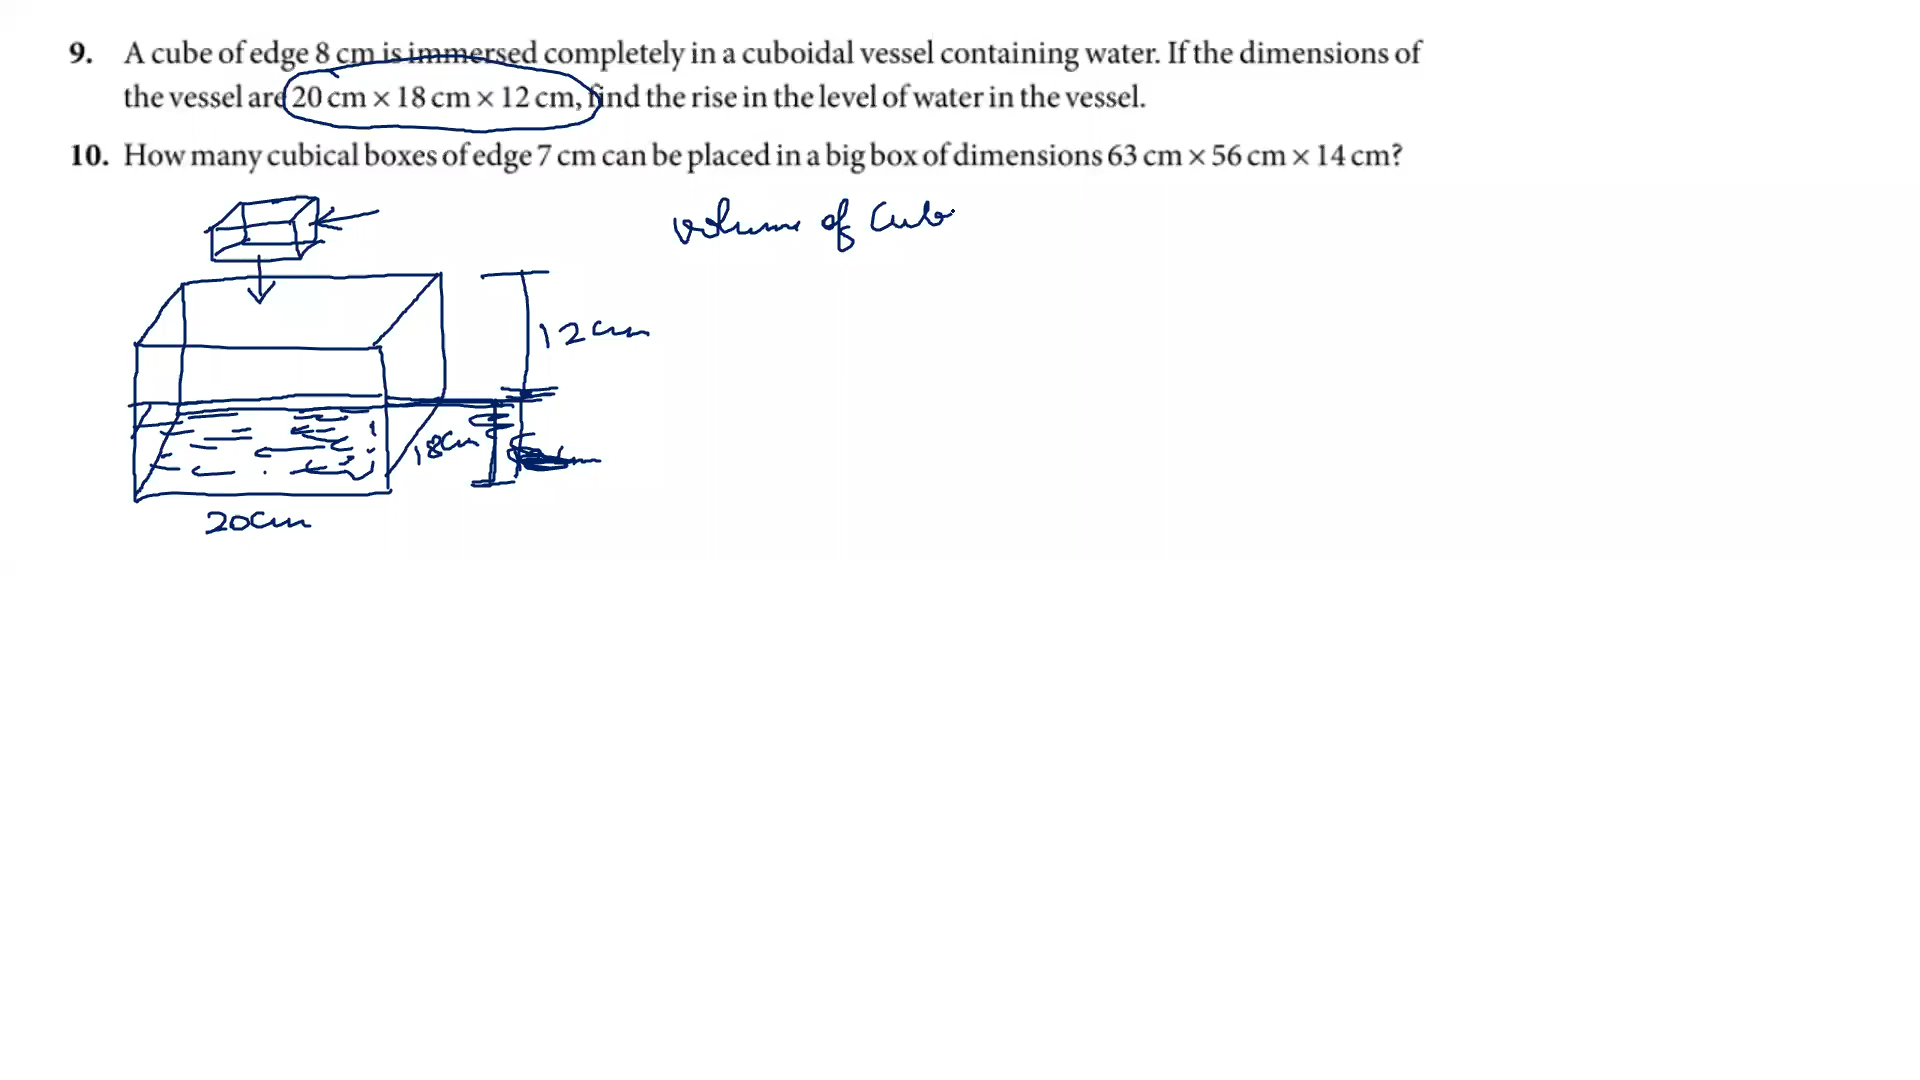 9. A cube of edge 8 cm is immersed completely in a cuboidal vessel containing water. If the dimensions of
the vessel are 20 cm × 18 cm × 12 cm, find the rise in the level of water in the vessel.
10. How many cubical boxes of edge 7 cm can be placed in a big box of dimensions 63 cm × 56 cm × 14 cm?
volume of Cub
12cm
18cm
20cm